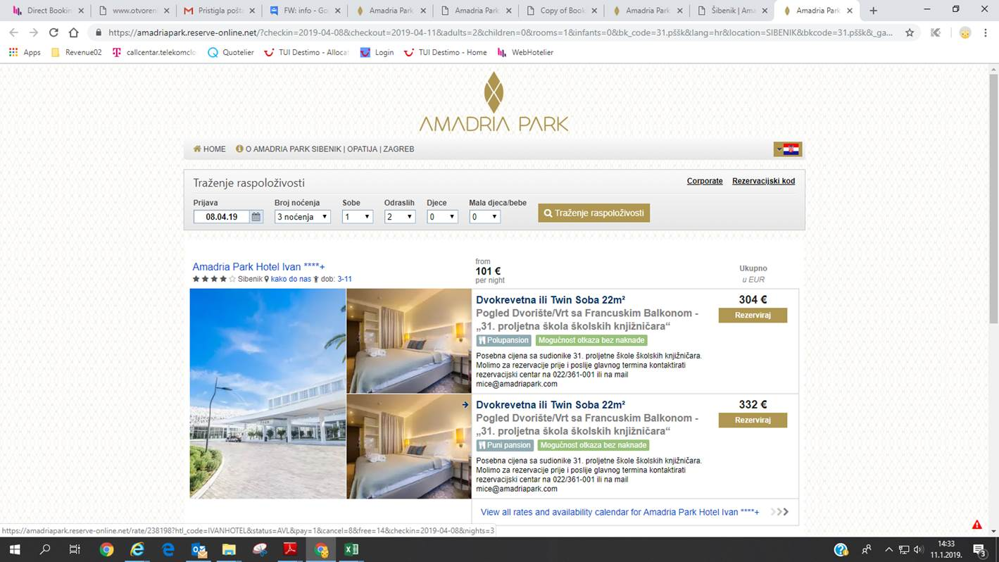 Direct Bookin
www.otvoreni
Pristigla pošta
FW: info - Go
Amadria Park
Amadria Park
Copy of Book
Amadria Park
Šibenik | Ama
Amadria Park
https://amadriapark.reserve-online.net/?checkin=2019-04-08&checkout=2019-04-11&adults=2&children=0&rooms=1&infants=0&bk_code=31.pššk&lang=hr&location=SIBENIK&bkcode=31.pššk&_ga...
Apps
Revenue02
callcentar.telekomclo
Quotelier
TUI Destimo - Alloca
Login
TUI Destimo - Home
WebHotelier
AMADRIA PARK
HOME
O AMADRIA PARK SIBENIK | OPATIJA | ZAGREB
Traženje raspoloživosti
Corporate Rezervacijski kod
Prijava Broj noćenja Sobe Odraslih Djece Mala djeca/bebe
08.04.19 3 noćenja 1 2 0 0 Traženje raspoloživosti
Amadria Park Hotel Ivan ****+
Sibenik kako do nas dob: 3-11
from
101 €
per night
Ukupno
u EUR
Dvokrevetna ili Twin Soba 22m²
Pogled Dvorište/Vrt sa Francuskim Balkonom -
„31. proljetna škola školskih knjižničara“
Polupansion Mogućnost otkaza bez naknade
Posebna cijena sa sudionike 31. proljetne škole školskih knjižničara.
Molimo za rezervacije prije i poslije glavnog termina kontaktirati
rezervacijski centar na 022/361-001 ili na mail
mice@amadriapark.com
304 €
Rezerviraj
Dvokrevetna ili Twin Soba 22m²
Pogled Dvorište/Vrt sa Francuskim Balkonom -
„31. proljetna škola školskih knjižničara“
Puni pansion Mogućnost otkaza bez naknade
Posebna cijena sa sudionike 31. proljetne škole školskih knjižničara.
Molimo za rezervacije prije i poslije glavnog termina kontaktirati
rezervacijski centar na 022/361-001 ili na mail
mice@amadriapark.com
332 €
Rezerviraj
View all rates and availability calendar for Amadria Park Hotel Ivan ****+
https://amadriapark.reserve-online.net/rate/238198?htl_code=IVANHOTEL&status=AVL&pay=1&cancel=8&free=14&checkin=2019-04-08&nights=3
14:33
11.1.2019.
3